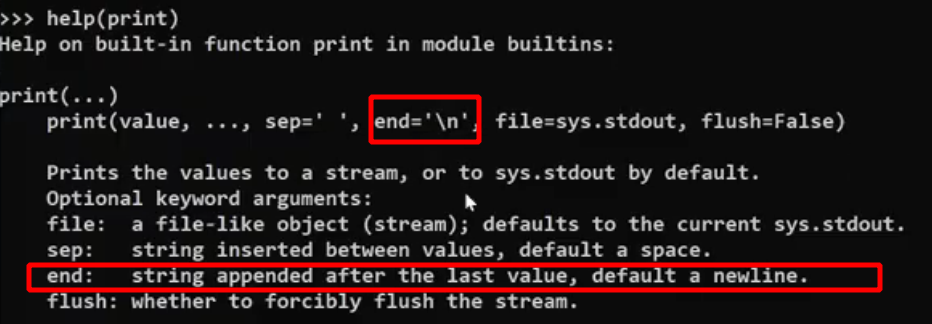 >>> help(print)
Help on built-in function print in module builtins:
print(...)
print(value, ..., sep=' ', end='\n', file=sys.stdout, flush=False)
Prints the values to a stream, or to sys.stdout by default.
Optional keyword arguments:
file:  a file-like object (stream); defaults to the current sys.stdout.
sep:   string inserted between values, default a space.
end:   string appended after the last value, default a newline.
flush: whether to forcibly flush the stream.